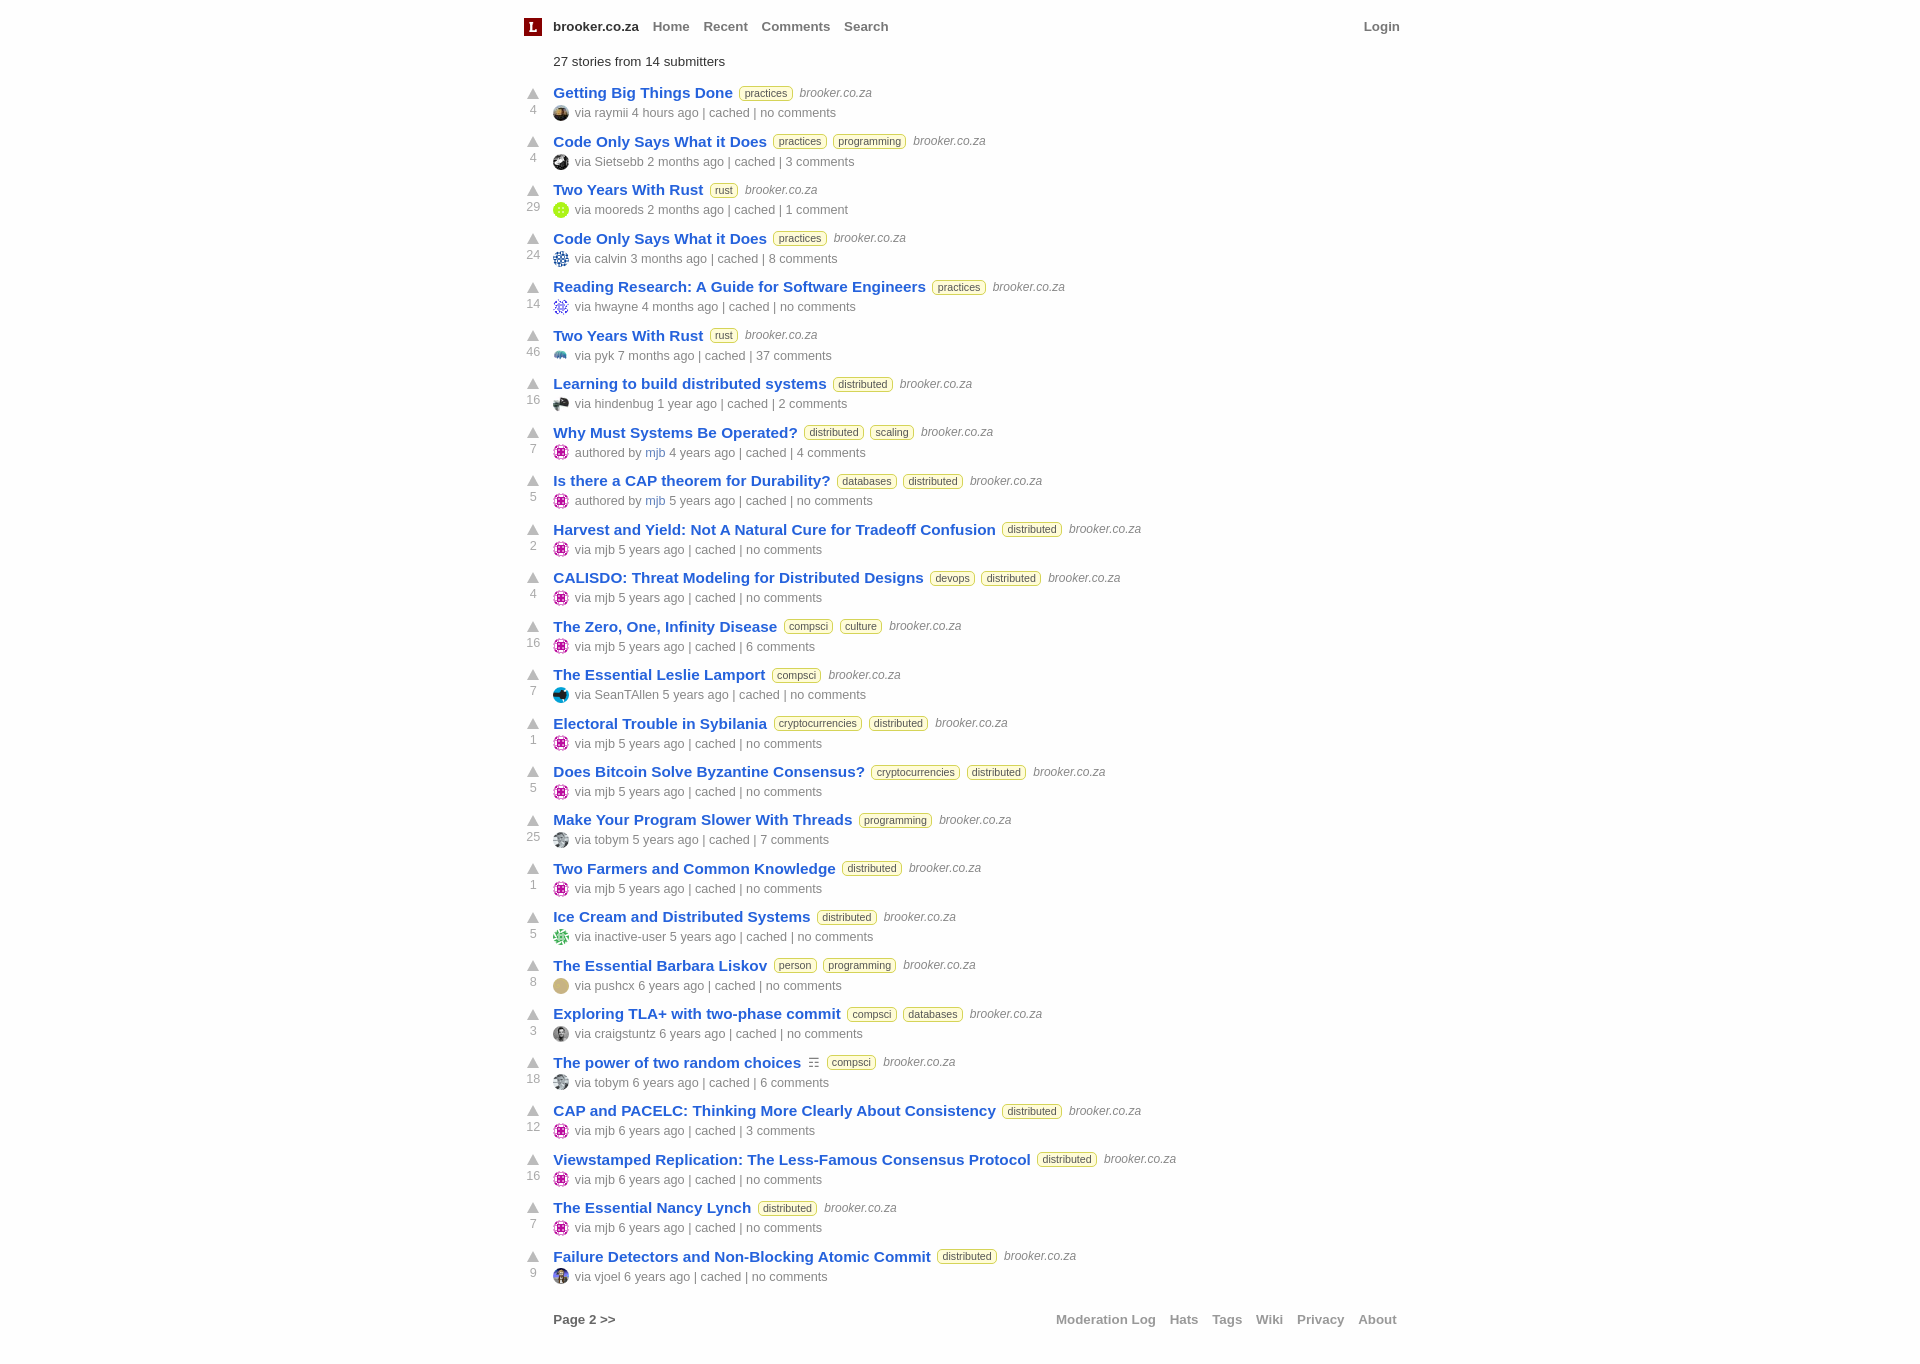 L brooker.co.za Home Recent Comments Search Login
27 stories from 14 submitters
Getting Big Things Done practices brooker.co.za
4 via raymii 4 hours ago | cached | no comments
Code Only Says What it Does practices programming brooker.co.za
4 via Sietsebb 2 months ago | cached | 3 comments
Two Years With Rust rust brooker.co.za
29 via mooreds 2 months ago | cached | 1 comment
Code Only Says What it Does practices brooker.co.za
24 via calvin 3 months ago | cached | 8 comments
Reading Research: A Guide for Software Engineers practices brooker.co.za
14 via hwayne 4 months ago | cached | no comments
Two Years With Rust rust brooker.co.za
46 via pyk 7 months ago | cached | 37 comments
Learning to build distributed systems distributed brooker.co.za
16 via hindenbug 1 year ago | cached | 2 comments
Why Must Systems Be Operated? distributed scaling brooker.co.za
7 authored by mjb 4 years ago | cached | 4 comments
Is there a CAP theorem for Durability? databases distributed brooker.co.za
5 authored by mjb 5 years ago | cached | no comments
Harvest and Yield: Not A Natural Cure for Tradeoff Confusion distributed brooker.co.za
2 via mjb 5 years ago | cached | no comments
CALISDO: Threat Modeling for Distributed Designs devops distributed brooker.co.za
4 via mjb 5 years ago | cached | no comments
The Zero, One, Infinity Disease compsci culture brooker.co.za
16 via mjb 5 years ago | cached | 6 comments
The Essential Leslie Lamport compsci brooker.co.za
7 via SeanTAllen 5 years ago | cached | no comments
Electoral Trouble in Sybilania cryptocurrencies distributed brooker.co.za
1 via mjb 5 years ago | cached | no comments
Does Bitcoin Solve Byzantine Consensus? cryptocurrencies distributed brooker.co.za
5 via mjb 5 years ago | cached | no comments
Make Your Program Slower With Threads programming brooker.co.za
25 via tobym 5 years ago | cached | 7 comments
Two Farmers and Common Knowledge distributed brooker.co.za
1 via mjb 5 years ago | cached | no comments
Ice Cream and Distributed Systems distributed brooker.co.za
5 via inactive-user 5 years ago | cached | no comments
The Essential Barbara Liskov person programming brooker.co.za
8 via pushcx 6 years ago | cached | no comments
Exploring TLA+ with two-phase commit compsci databases brooker.co.za
3 via craigstuntz 6 years ago | cached | no comments
The power of two random choices ☶ compsci brooker.co.za
18 via tobym 6 years ago | cached | 6 comments
CAP and PACELC: Thinking More Clearly About Consistency distributed brooker.co.za
12 via mjb 6 years ago | cached | 3 comments
Viewstamped Replication: The Less-Famous Consensus Protocol distributed brooker.co.za
16 via mjb 6 years ago | cached | no comments
The Essential Nancy Lynch distributed brooker.co.za
7 via mjb 6 years ago | cached | no comments
Failure Detectors and Non-Blocking Atomic Commit distributed brooker.co.za
9 via vjoel 6 years ago | cached | no comments
Page 2 >> Moderation Log Hats Tags Wiki Privacy About